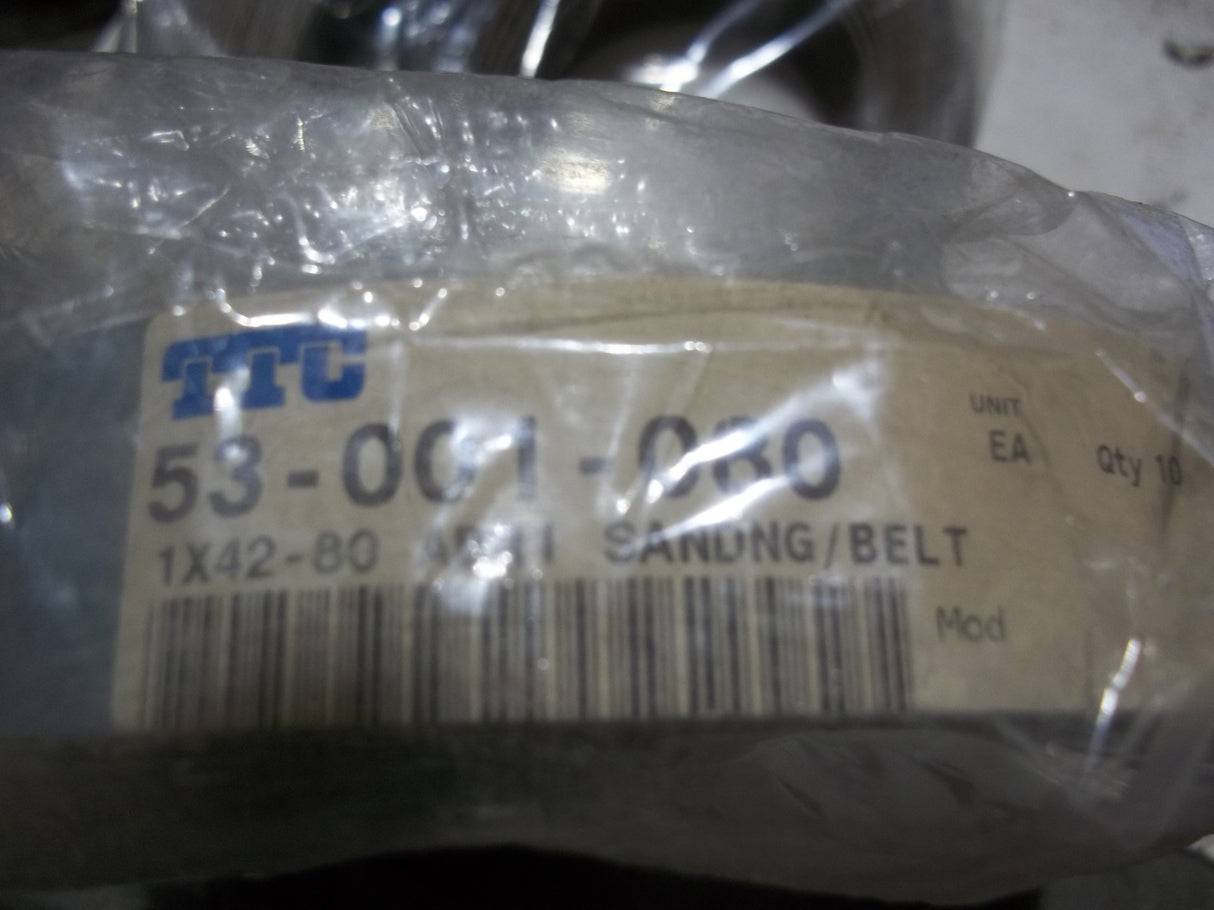 TTC
53-001-080
UNIT
EA
Qty 10
1X42-80 SANDNG/BELT
Mod